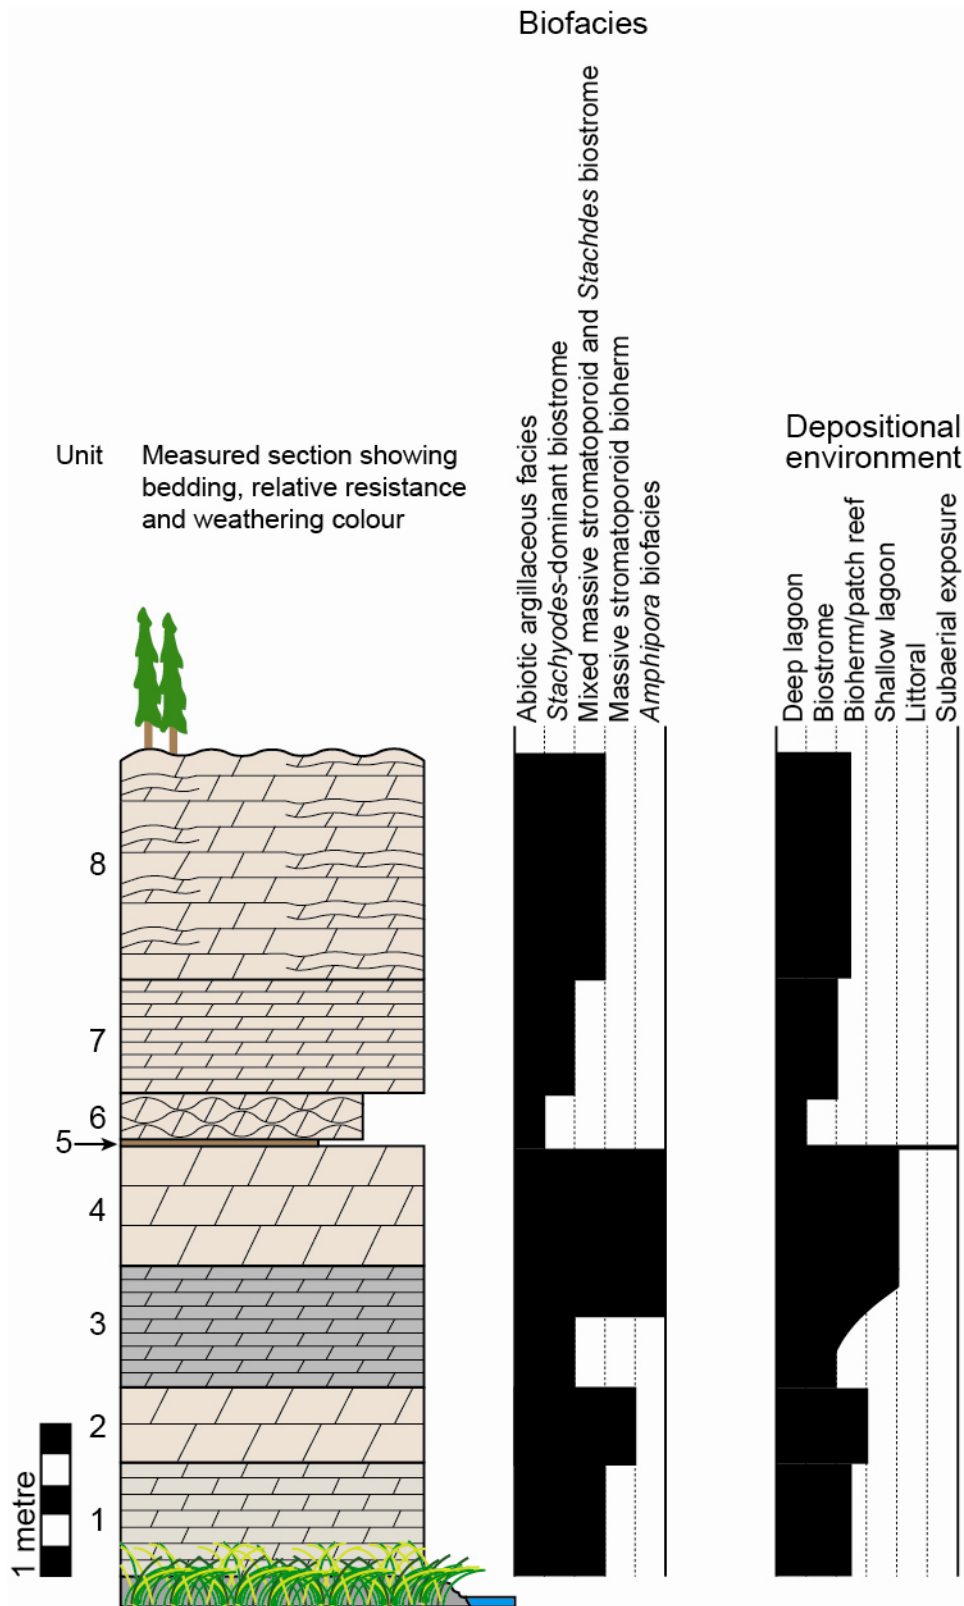 Biofacies
Abiotic argillaceous facies
Stachyodes-dominant biostrome
Mixed massive stromatoporoid and Stachdes biostrome
Massive stromatoporoid bioherm
Amphipora biofacies
Depositional
environment
Deep lagoon
Biostrome
Bioherm/patch reef
Shallow lagoon
Littoral
Subaerial exposure
Unit
Measured section showing
bedding, relative resistance
and weathering colour
8
7
6
5
4
3
2
1
1 metre